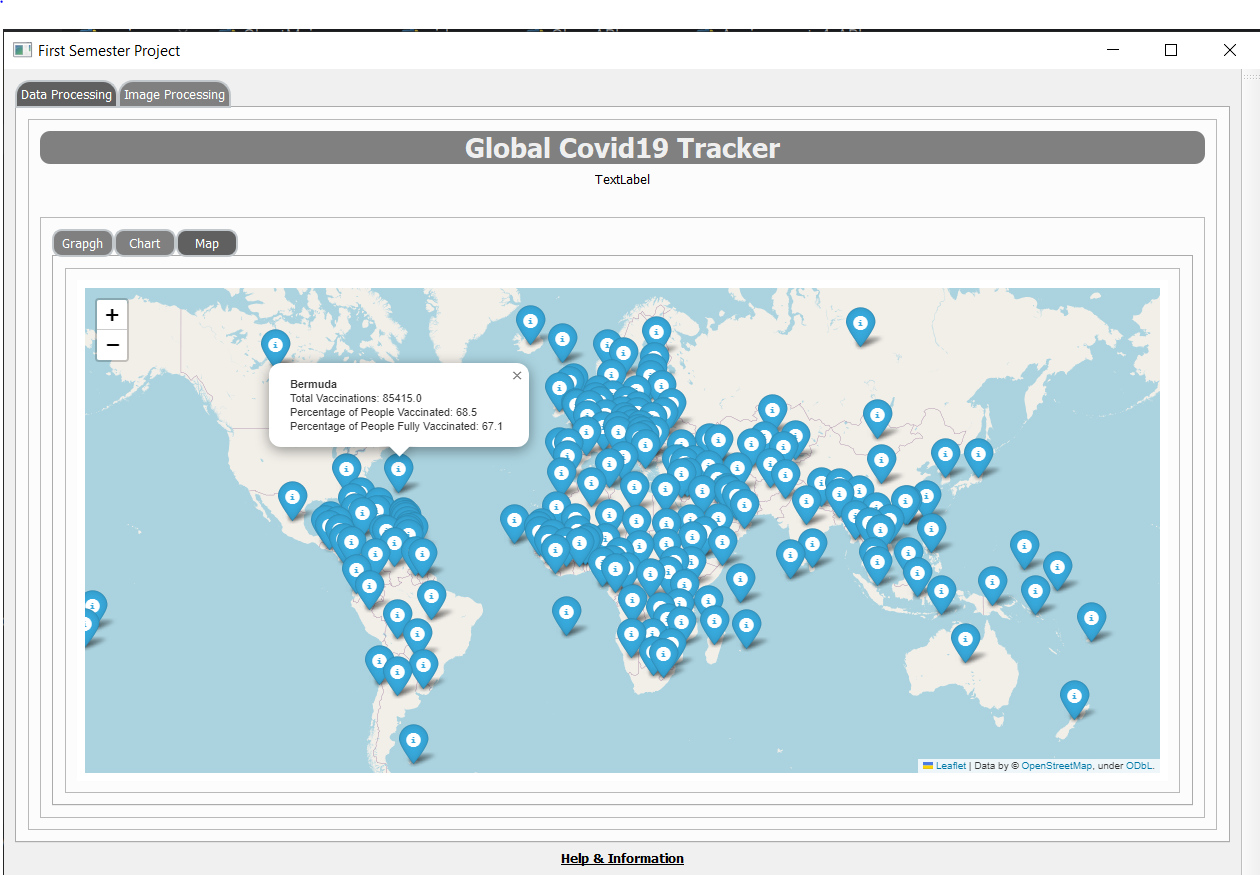 First Semester Project
Data Processing
Image Processing
Global Covid19 Tracker
TextLabel
Grapgh
Chart
Map
+
−
×
Bermuda
Total Vaccinations: 85415.0
Percentage of People Vaccinated: 68.5
Percentage of People Fully Vaccinated: 67.1
Leaflet | Data by © OpenStreetMap, under ODbL.
Help & Information